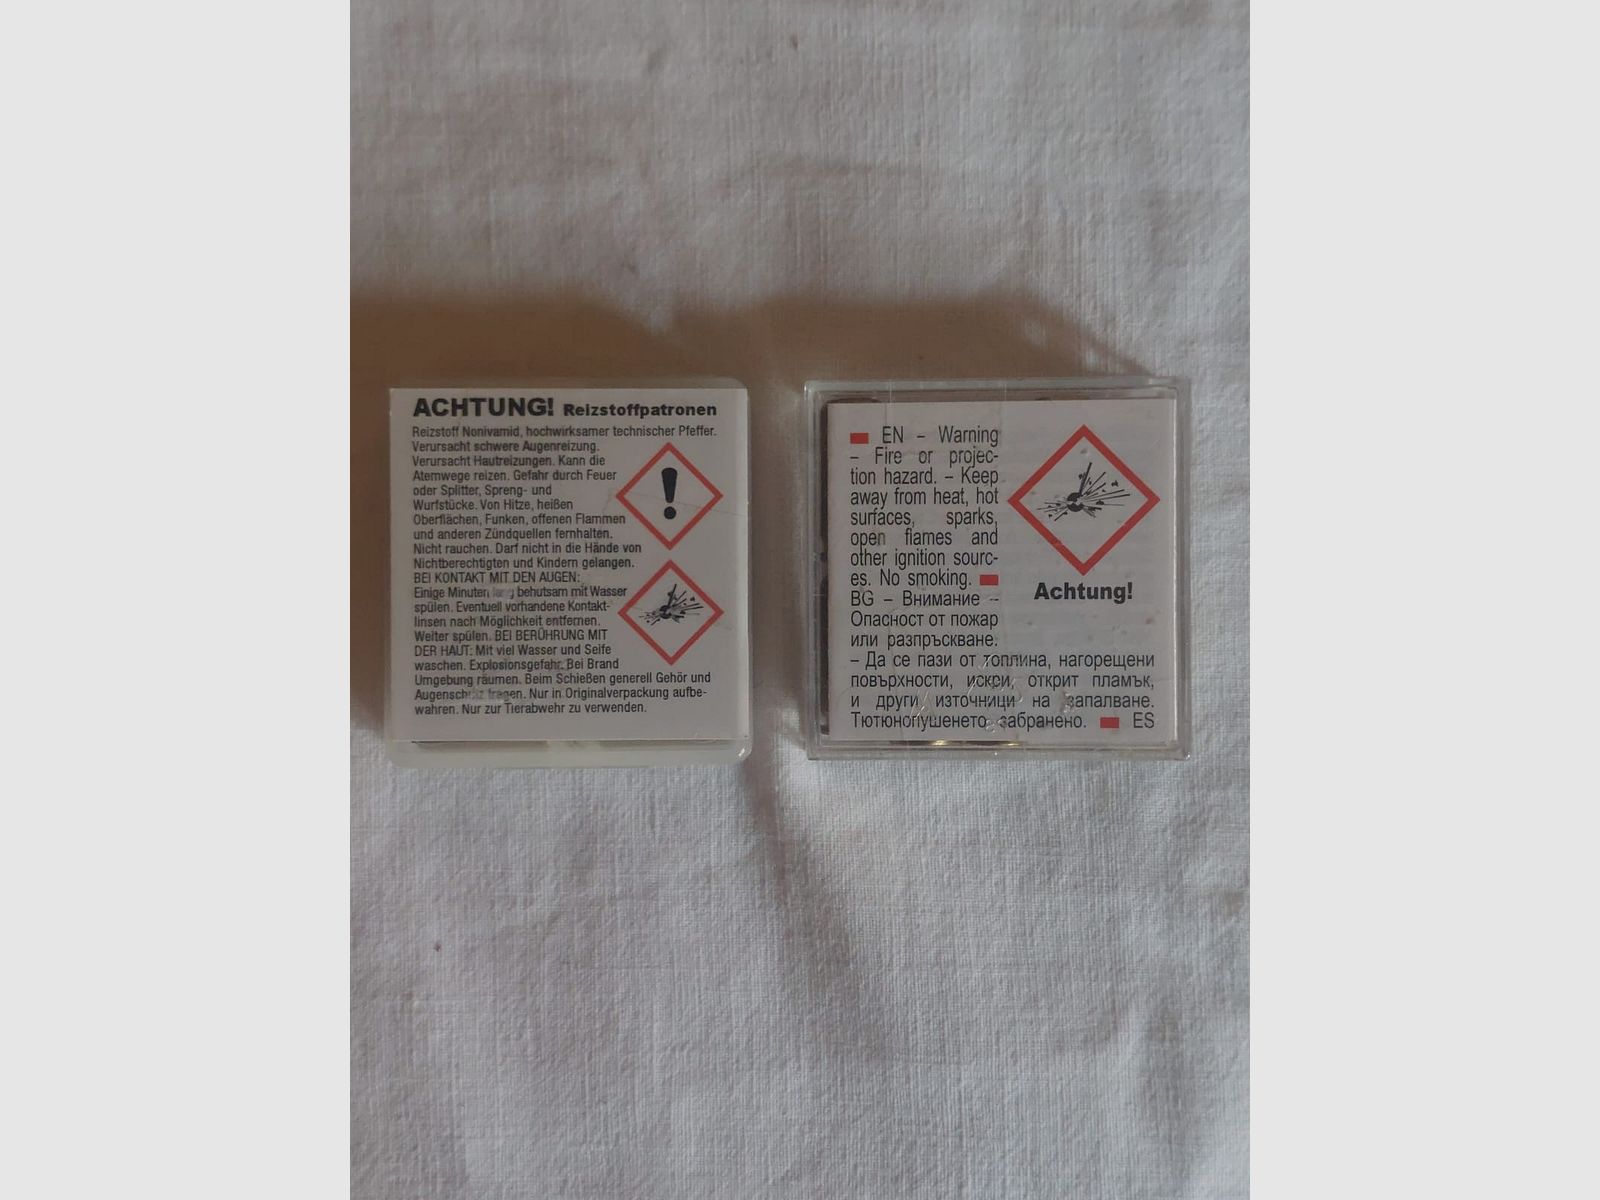 ACHTUNG! Reizstoffpatronen
Reizstoff Nonivamid, hochwirksamer technischer Pfeffer.
Verursacht schwere Augenreizung.
Verursacht Hautreizungen. Kann die
Atemwege reizen. Gefahr durch Feuer
oder Splitter, Spreng- und
Wurfstücke. Von Hitze, heißen
Oberflächen, Funken, offenen Flammen
und anderen Zündquellen fernhalten.
Nicht rauchen. Darf nicht in die Hände von
Nichtberechtigten und Kindern gelangen.
BEI KONTAKT MIT DEN AUGEN:
Einige Minuten lang behutsam mit Wasser
spülen. Eventuell vorhandene Kontakt-
linsen nach Möglichkeit entfernen.
Weiter spülen. BEI BERÜHRUNG MIT
DER HAUT: Mit viel Wasser und Seife
waschen. Explosionsgefahr. Bei Brand
Umgebung räumen. Beim Schießen generell Gehör und
Augenschutz tragen. Nur in Originalverpackung aufbe-
wahren. Nur zur Tierabwehr zu verwenden.
EN – Warning
– Fire or projec-
tion hazard. – Keep
away from heat, hot
surfaces, sparks,
open flames and
other ignition sourc-
es. No smoking.
BG – Внимание –
Опасност от пожар
или разпръскване.
– Да се пази от топлина, нагорещени
повърхности, искри, открит пламък,
и други източници на запалване.
Тютюнопушенето забранено. ES
Achtung!